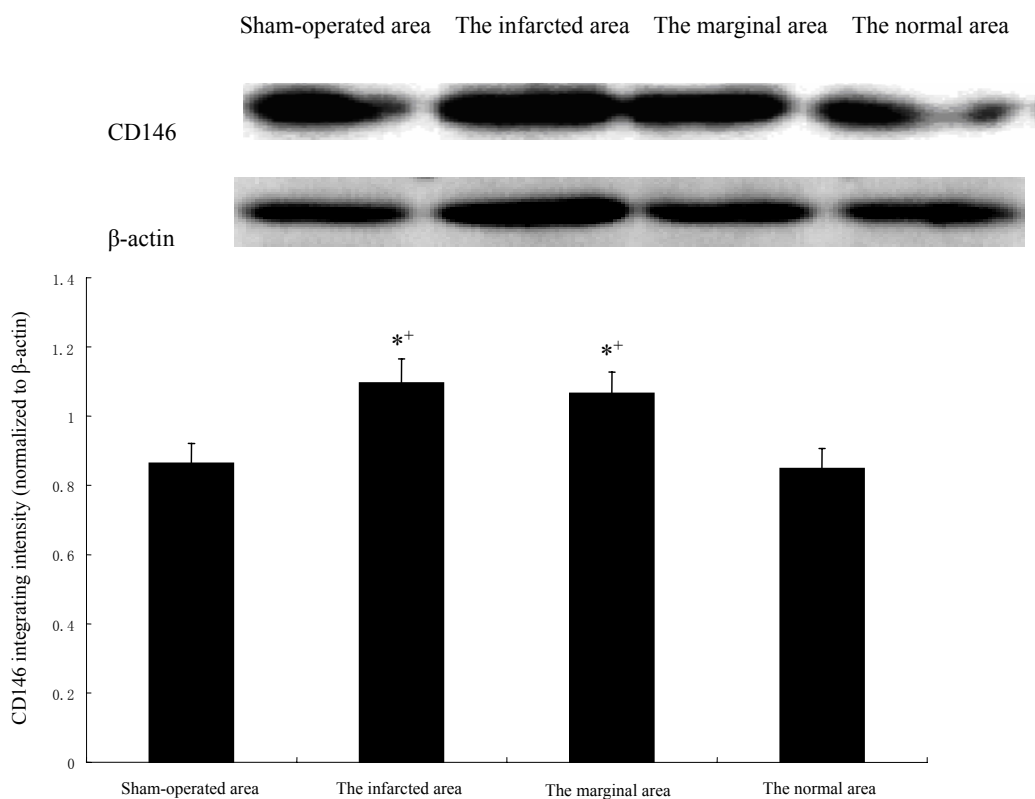 Sham-operated area The infarcted area The marginal area The normal area
CD146
β-actin
CD146 integrating intensity (normalized to β-actin)
1.4
1.2
1
0.8
0.6
0.4
0.2
0
*+
*+
Sham-operated area The infarcted area The marginal area The normal area